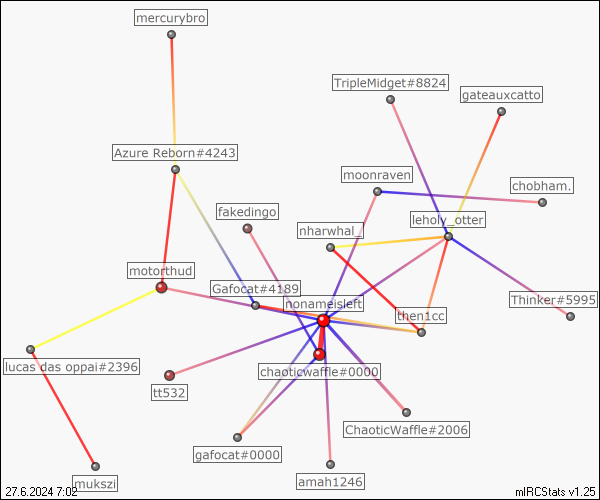 mercurybro
TripleMidget#8824
gateauxcatto
Azure Reborn#4243
moonraven
chobham.
fakedingo
leholy_otter
nharwhal_
motorthud
Gafocat#4189
nonameisleft
Thinker#5995
then1cc
lucas das oppai#2396
chaoticwaffle#0000
tt532
ChaoticWaffle#2006
gafocat#0000
mukszi
amah1246
27.6.2024 7:02
mIRCStats v1.25